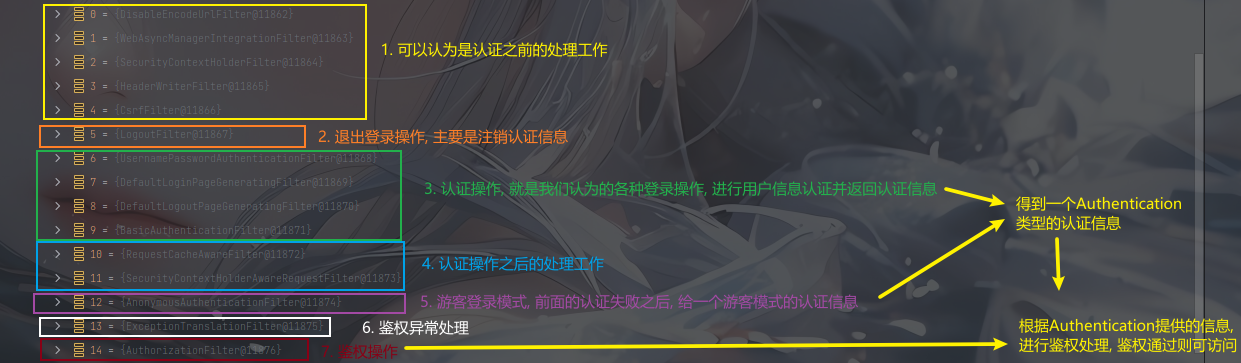 0 = {DisableEncodeUrlFilter@11862}
1 = {WebAsyncManagerIntegrationFilter@11863}
2 = {SecurityContextHolderFilter@11864}
3 = {HeaderWriterFilter@11865}
4 = {CsrfFilter@11866}
1. 可以认为是认证之前的处理工作
5 = {LogoutFilter@11867}
2. 退出登录操作, 主要是注销认证信息
6 = {UsernamePasswordAuthenticationFilter@11868}
7 = {DefaultLoginPageGeneratingFilter@11869}
8 = {DefaultLogoutPageGeneratingFilter@11870}
9 = {BasicAuthenticationFilter@11871}
3. 认证操作, 就是我们认为的各种登录操作, 进行用户信息认证并返回认证信息
10 = {RequestCacheAwareFilter@11872}
11 = {SecurityContextHolderAwareRequestFilter@11873}
4. 认证操作之后的处理工作
12 = {AnonymousAuthenticationFilter@11874}
5. 游客登录模式, 前面的认证失败之后, 给一个游客模式的认证信息
13 = {ExceptionTranslationFilter@11875}
6. 鉴权异常处理
14 = {AuthorizationFilter@11876}
7. 鉴权操作
得到一个Authentication
类型的认证信息
根据Authentication提供的信息,
进行鉴权处理, 鉴权通过则可访问